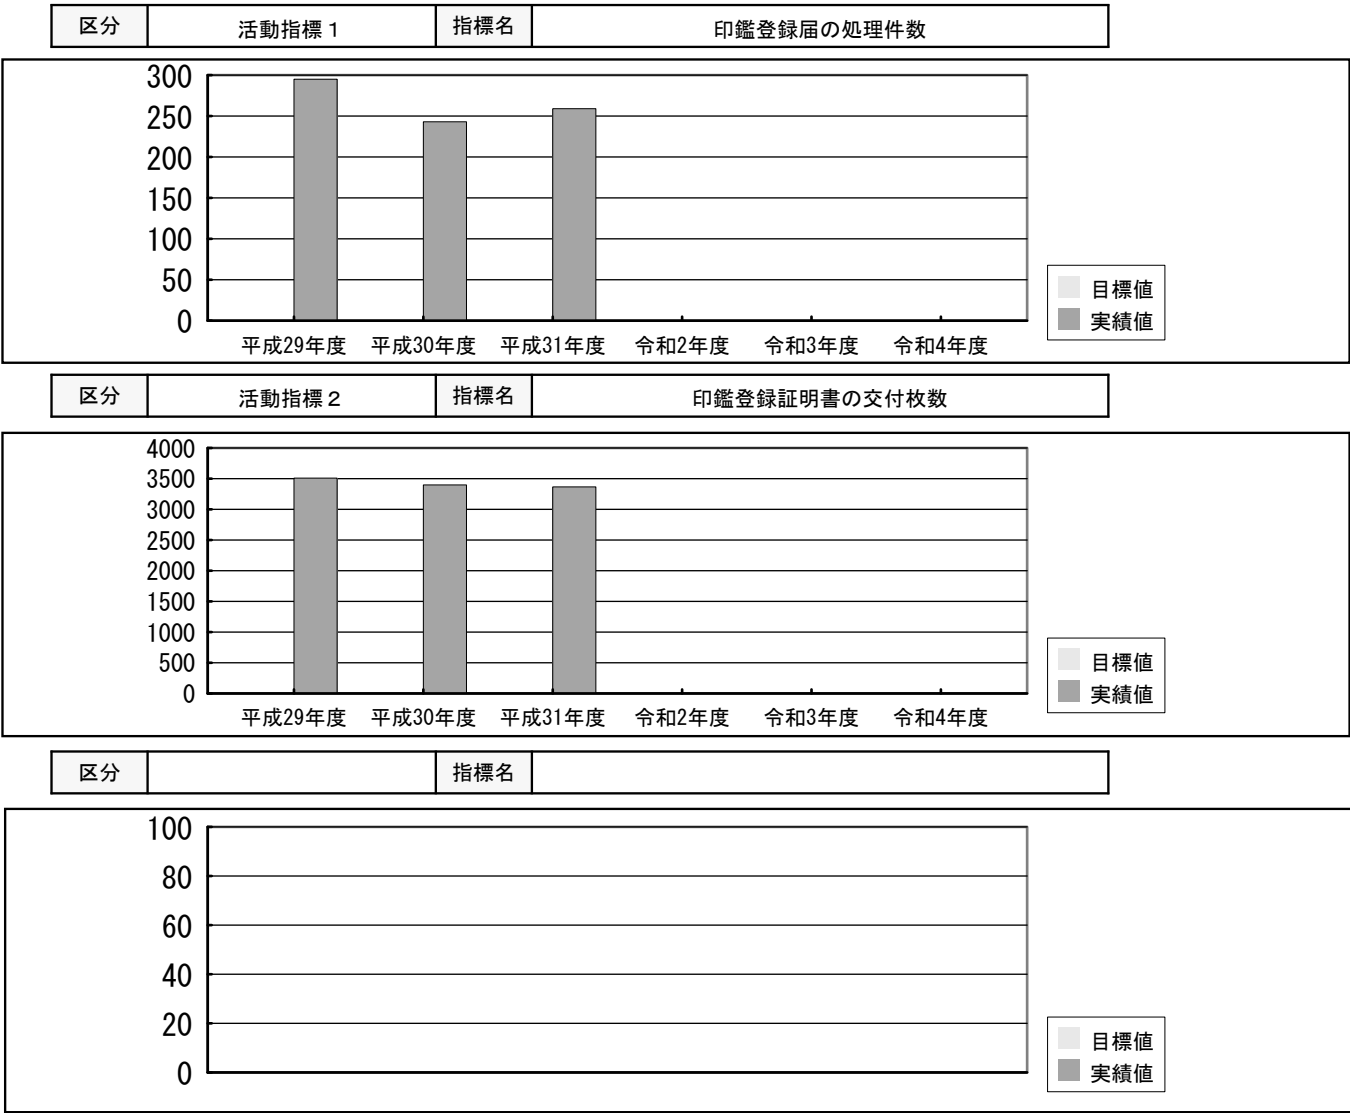 区分 活動指標１ 指標名 印鑑登録届の処理件数
300
250
200
150
100
50
0
平成29年度 平成30年度 平成31年度 令和2年度 令和3年度 令和4年度
目標値
実績値
区分 活動指標２ 指標名 印鑑登録証明書の交付枚数
4000
3500
3000
2500
2000
1500
1000
500
0
平成29年度 平成30年度 平成31年度 令和2年度 令和3年度 令和4年度
目標値
実績値
区分 指標名
100
80
60
40
20
0
目標値
実績値